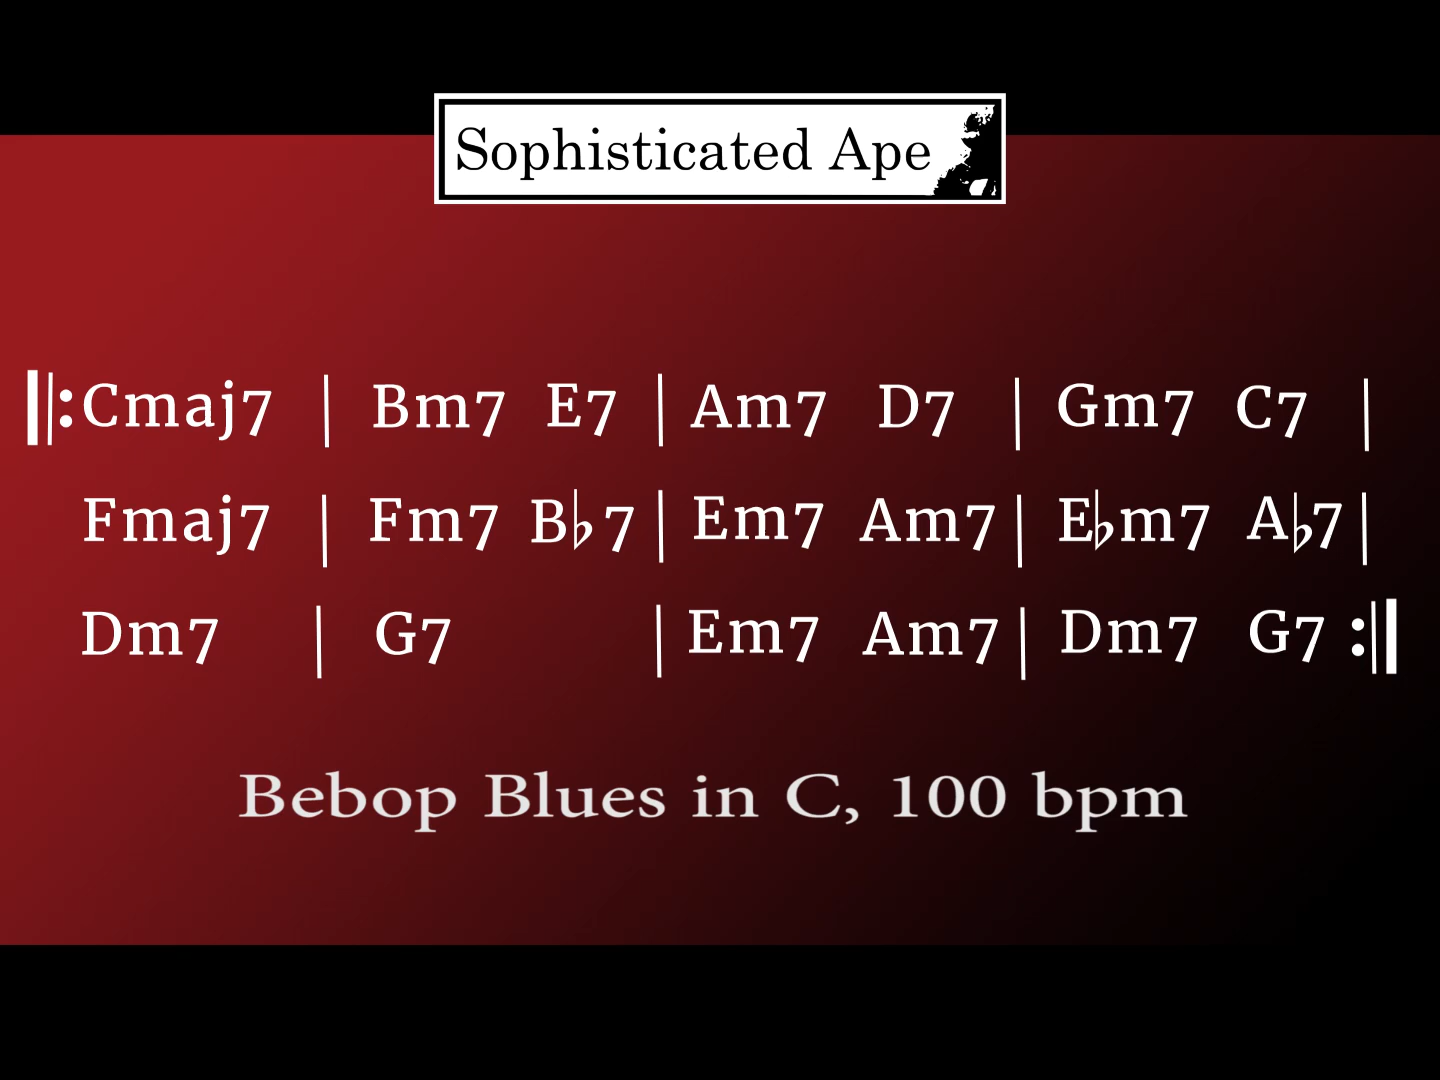 Sophisticated Ape
𝄆 Cmaj7 | Bm7 E7 | Am7 D7 | Gm7 C7 |
Fmaj7 | Fm7 B♭7 | Em7 Am7 | E♭m7 A♭7 |
Dm7 | G7 | Em7 Am7 | Dm7 G7 𝄇
Bebop Blues in C, 100 bpm